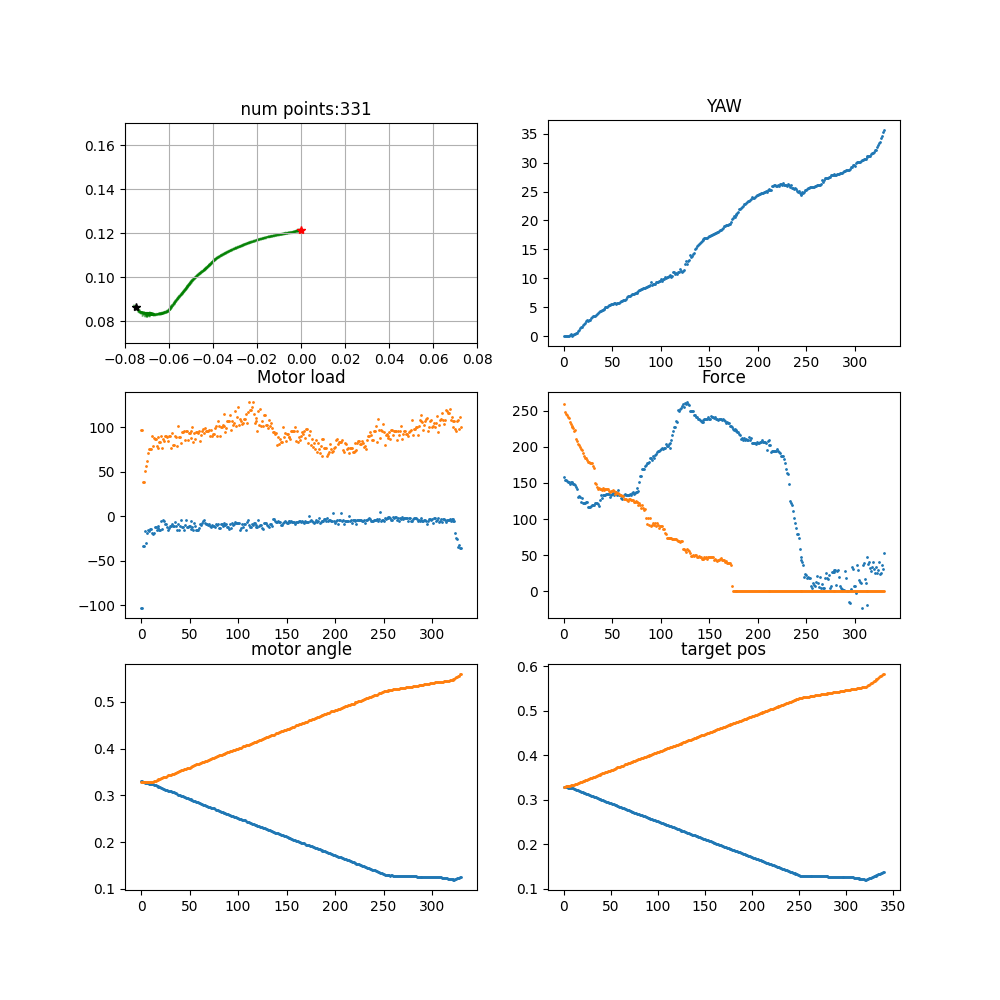 num points:331
YAW
0.16
0.14
0.12
0.10
0.08
−0.08 −0.06 −0.04 −0.02 0.00 0.02 0.04 0.06 0.08
35
30
25
20
15
10
5
0
0 50 100 150 200 250 300
Motor load
Force
100
50
0
−50
−100
0 50 100 150 200 250 300
250
200
150
100
50
0
0 50 100 150 200 250 300
motor angle
target pos
0.5
0.4
0.3
0.2
0.1
0 50 100 150 200 250 300
0.6
0.5
0.4
0.3
0.2
0.1
0 50 100 150 200 250 300 350